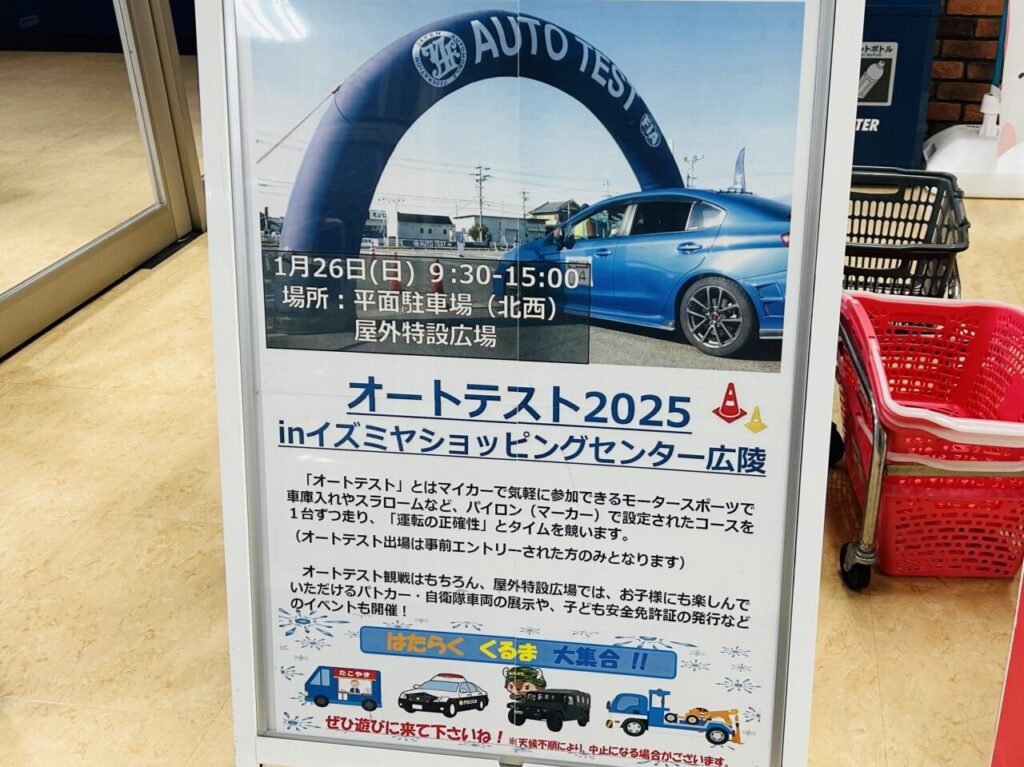 AUTO TEST
JAF
FIA
AUTO TEST
1月26日(日) 9:30-15:00
場所：平面駐車場（北西）
屋外特設広場
オートテスト2025
inイズミヤショッピングセンター広陵
「オートテスト」とはマイカーで気軽に参加できるモータースポーツで
車庫入れやスラロームなど、パイロン（マーカー）で設定されたコースを
１台ずつ走り、「運転の正確性」とタイムを競います。
（オートテスト出場は事前エントリーされた方のみとなります）
オートテスト観戦はもちろん、屋外特設広場では、お子様にも楽しんで
いただけるパトカー・自衛隊車両の展示や、子ども安全免許証の発行など
のイベントも開催！
はたらく くるま 大集合 !!
たこやき
POLICE
ぜひ遊びに来て下さいね！ ※天候不順により、中止になる場合がございます。
ットボトル
TER